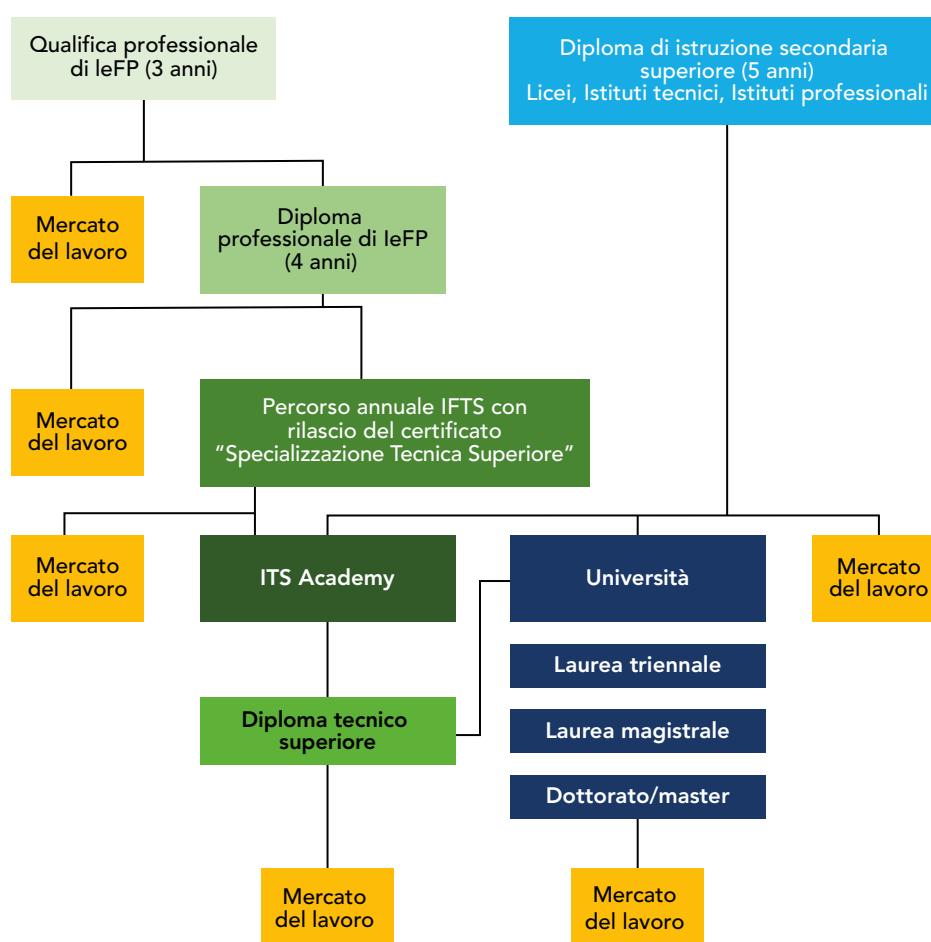 Qualifica professionale
di IeFP (3 anni)
Diploma di istruzione secondaria
superiore (5 anni)
Licei, Istituti tecnici, Istituti professionali
Mercato
del lavoro
Diploma
professionale di IeFP
(4 anni)
Mercato
del lavoro
Percorso annuale IFTS con
rilascio del certificato
“Specializzazione Tecnica Superiore”
Mercato
del lavoro
ITS Academy
Università
Mercato
del lavoro
Laurea triennale
Diploma tecnico
superiore
Laurea magistrale
Dottorato/master
Mercato
del lavoro
Mercato
del lavoro